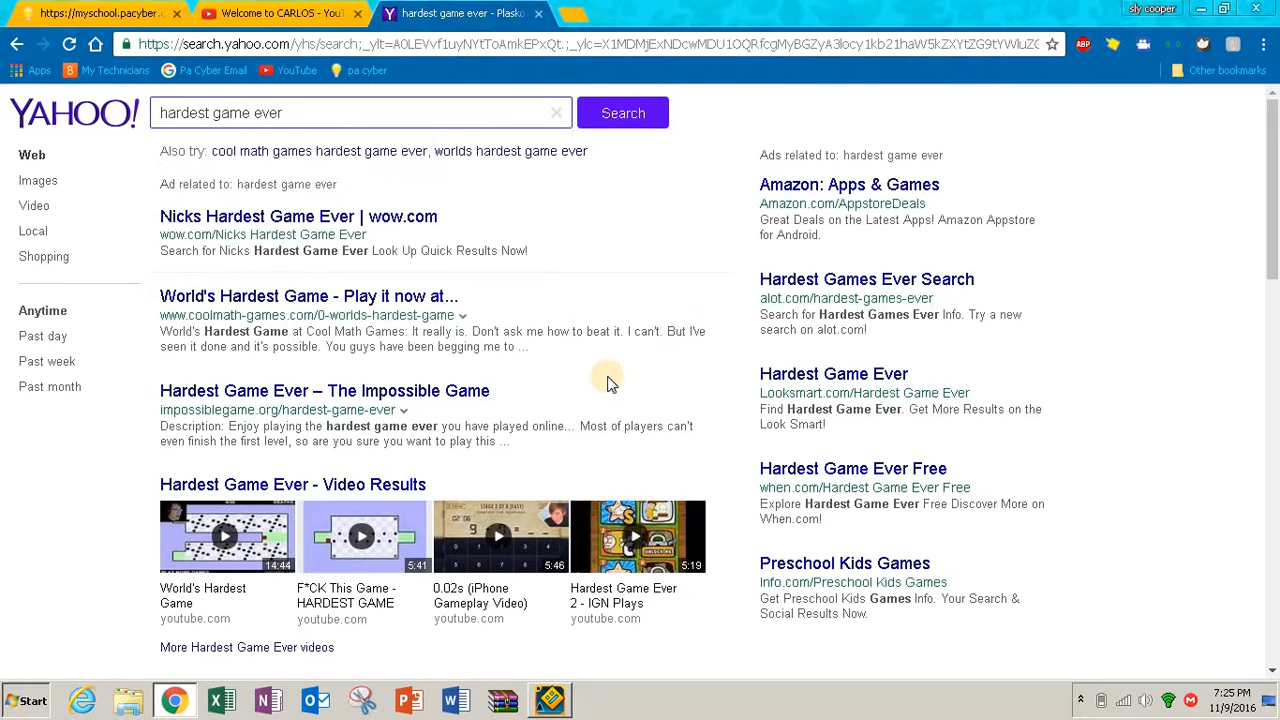 https://myschool.pacyber.c
Welcome to CARLOS - YouT
hardest game ever - Plasko
sly cooper
Apps
My Technicians
Pa Cyber Email
YouTube
pa cyber
Other bookmarks
YAHOO!
hardest game ever
Search
Also try: cool math games hardest game ever, worlds hardest game ever
Web
Images
Video
Local
Shopping
Anytime
Past day
Past week
Past month
Ad related to: hardest game ever
Nicks Hardest Game Ever | wow.com
wow.com/Nicks Hardest Game Ever
Search for Nicks Hardest Game Ever Look Up Quick Results Now!
World's Hardest Game - Play it now at...
www.coolmath-games.com/0-worlds-hardest-game
World's Hardest Game at Cool Math Games: It really is. Don't ask me how to beat it. I can't. But I've
seen it done and it's possible. You guys have been begging me to ...
Hardest Game Ever – The Impossible Game
impossiblegame.org/hardest-game-ever
Description: Enjoy playing the hardest game ever you have played online... Most of players can't
even finish the first level, so are you sure you want to play this ...
Hardest Game Ever - Video Results
14:44
5:41
5:46
5:19
World's Hardest
Game
youtube.com
F*CK This Game -
HARDEST GAME
youtube.com
0.02s (iPhone
Gameplay Video)
youtube.com
Hardest Game Ever
2 - IGN Plays
youtube.com
More Hardest Game Ever videos
Ads related to: hardest game ever
Amazon: Apps & Games
Amazon.com/AppstoreDeals
Great Deals on the Latest Apps! Amazon Appstore
for Android.
Hardest Games Ever Search
alot.com/hardest-games-ever
Search for Hardest Games Ever Info. Try a new
search on alot.com!
Hardest Game Ever
Looksmart.com/Hardest Game Ever
Find Hardest Game Ever. Get More Results on the
Look Smart!
Hardest Game Ever Free
when.com/Hardest Game Ever Free
Explore Hardest Game Ever Free Discover More on
When.com!
Preschool Kids Games
Info.com/Preschool Kids Games
Get Preschool Kids Games Info. Your Search &
Social Results Now.
Start
7:25 PM
11/9/2016